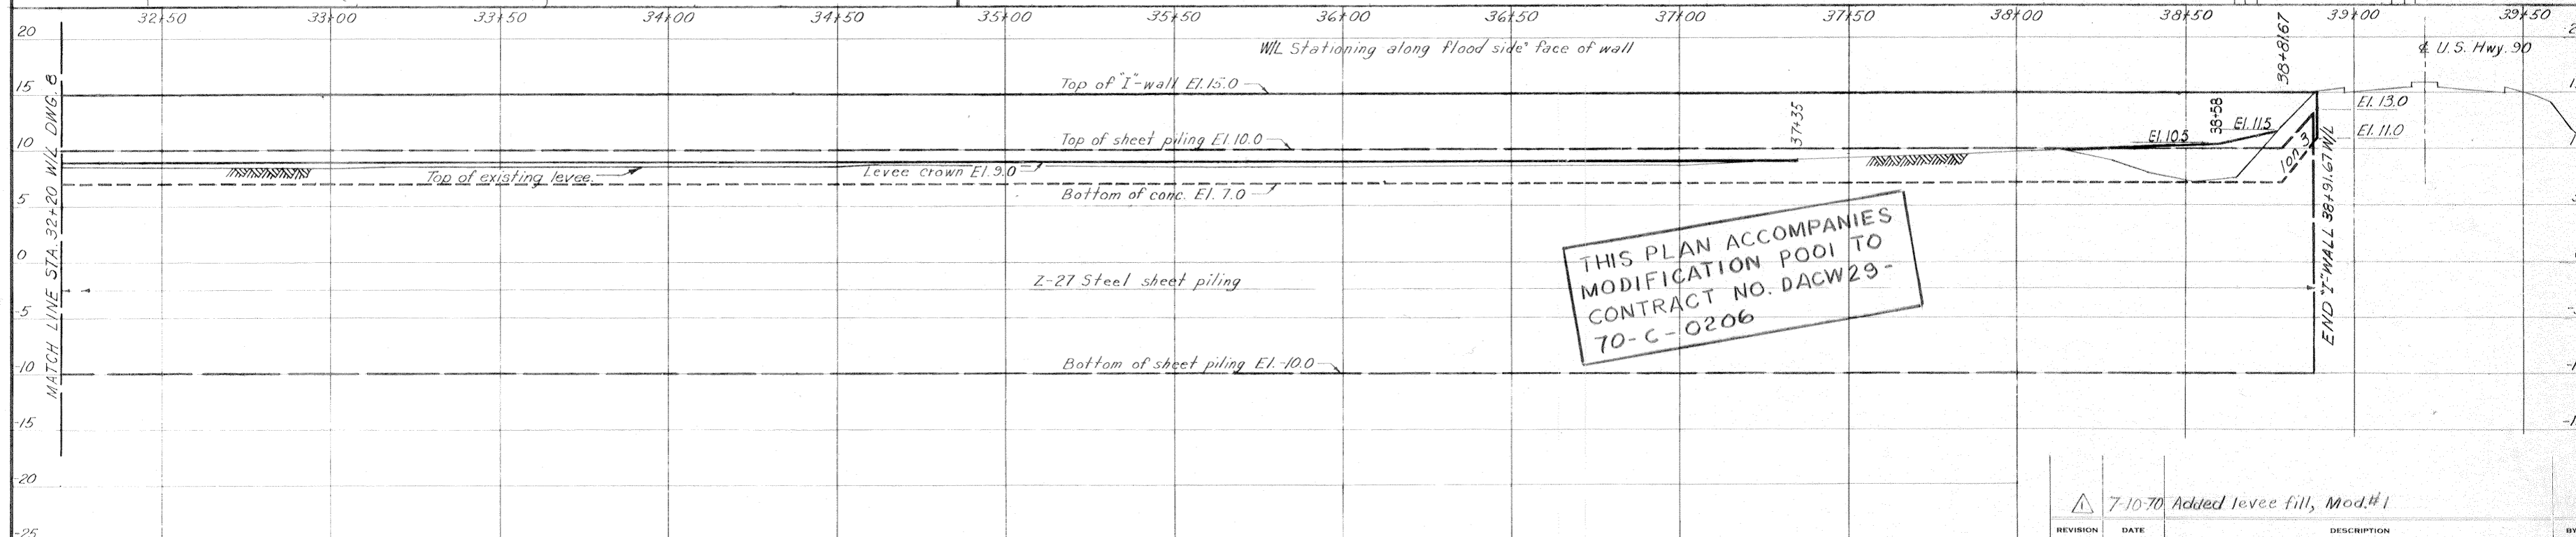 32+50 33+00 33+50 34+00 34+50 35+00 35+50 36+00 36+50 37+00 37+50 38+00 38+50 39+00 39+50
20
W/L Stationing along flood side face of wall
38+81.67
℄ U.S. Hwy. 90
15
Top of "I"-wall El. 15.0
El. 13.0
10
Top of sheet piling El. 10.0
37+35
El. 10.5
38+58
El. 11.5
El. 11.0
1 on 3
Top of existing levee
Levee crown El. 9.0
5
Bottom of conc. El. 7.0
0
MATCH LINE STA. 32+20 W/L DWG. 8
Z-27 Steel sheet piling
THIS PLAN ACCOMPANIES
MODIFICATION P001 TO
CONTRACT NO. DACW29-
70-C-0206
END "I"-WALL 38+91.67 W/L
-5
-10
Bottom of sheet piling El. -10.0
-15
-20
-25
1 7-10-70 Added levee fill, Mod. #1
REVISION DATE DESCRIPTION BY